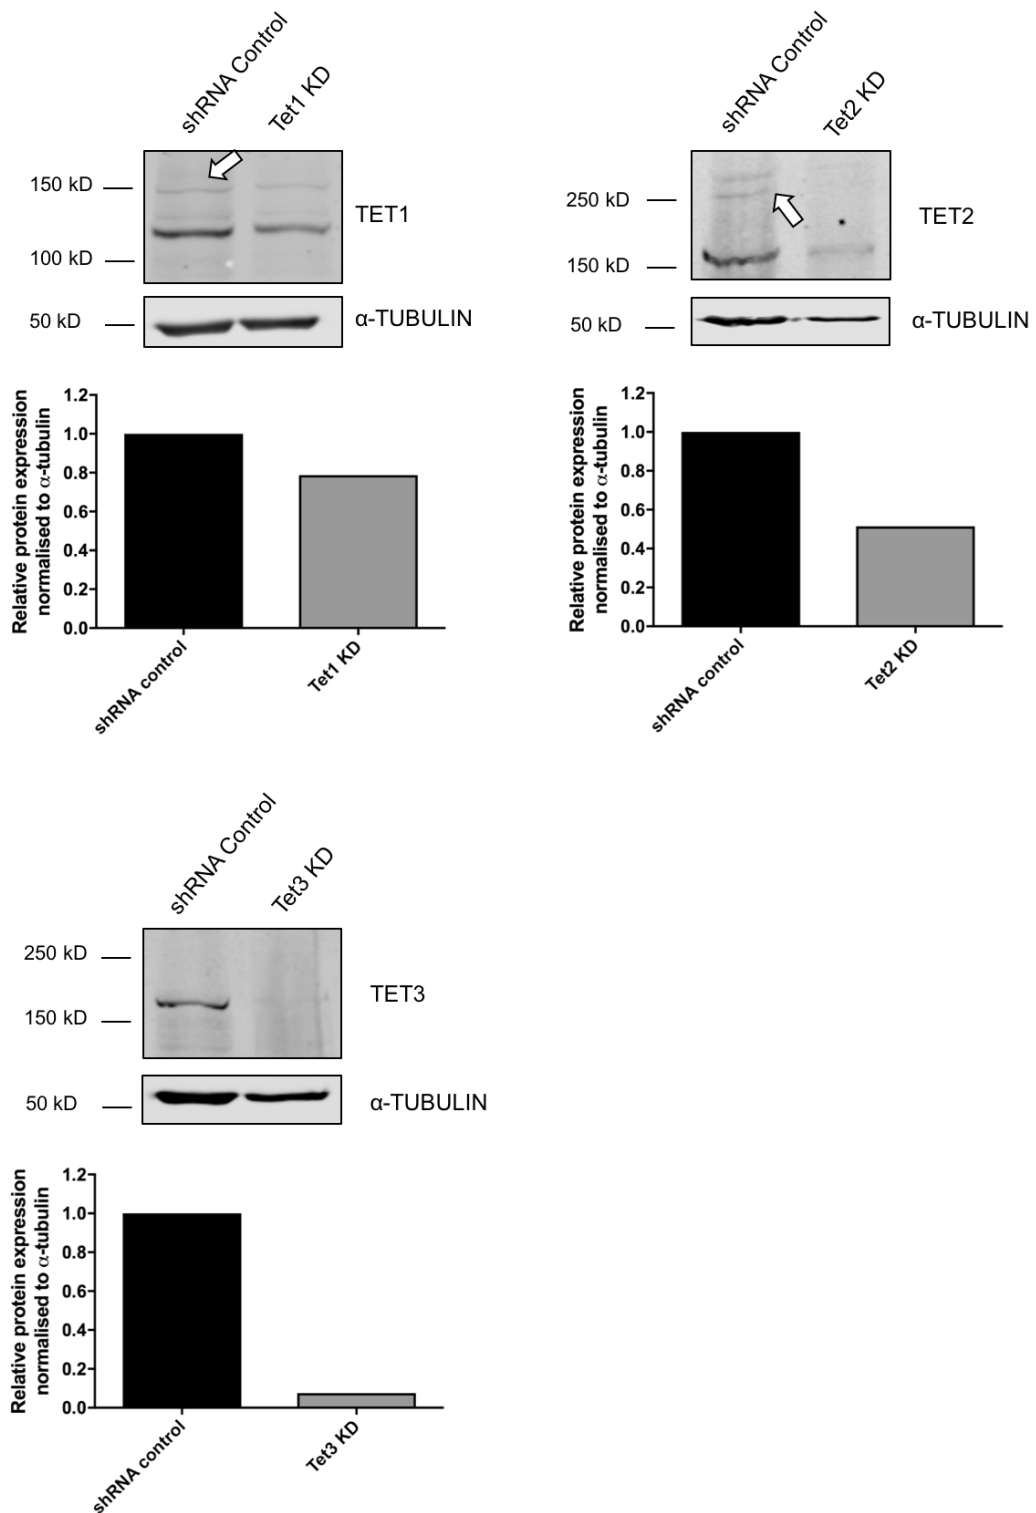 shRNA Control
Tet1 KD
150 kD
100 kD
TET1
50 kD
α-TUBULIN
Relative protein expression
normalised to α-tubulin
1.2
1.0
0.8
0.6
0.4
0.2
0.0
shRNA control
Tet1 KD
shRNA Control
Tet2 KD
250 kD
150 kD
TET2
50 kD
α-TUBULIN
Relative protein expression
normalised to α-tubulin
1.2
1.0
0.8
0.6
0.4
0.2
0.0
shRNA control
Tet2 KD
shRNA Control
Tet3 KD
250 kD
150 kD
TET3
50 kD
α-TUBULIN
Relative protein expression
normalised to α-tubulin
1.2
1.0
0.8
0.6
0.4
0.2
0.0
shRNA control
Tet3 KD